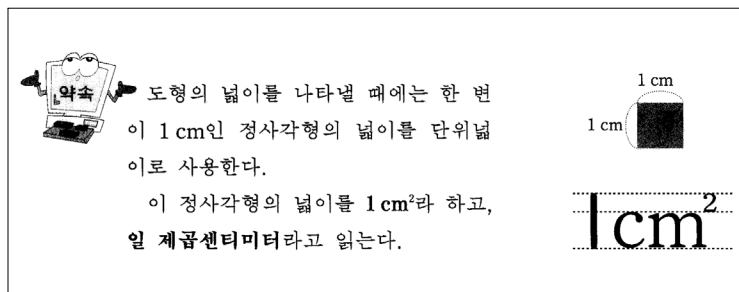 약속
도형의 넓이를 나타낼 때에는 한 변
이 1 cm인 정사각형의 넓이를 단위넓
이로 사용한다.
이 정사각형의 넓이를 1 cm²라 하고,
일 제곱센티미터라고 읽는다.
1 cm
1 cm
1 cm²